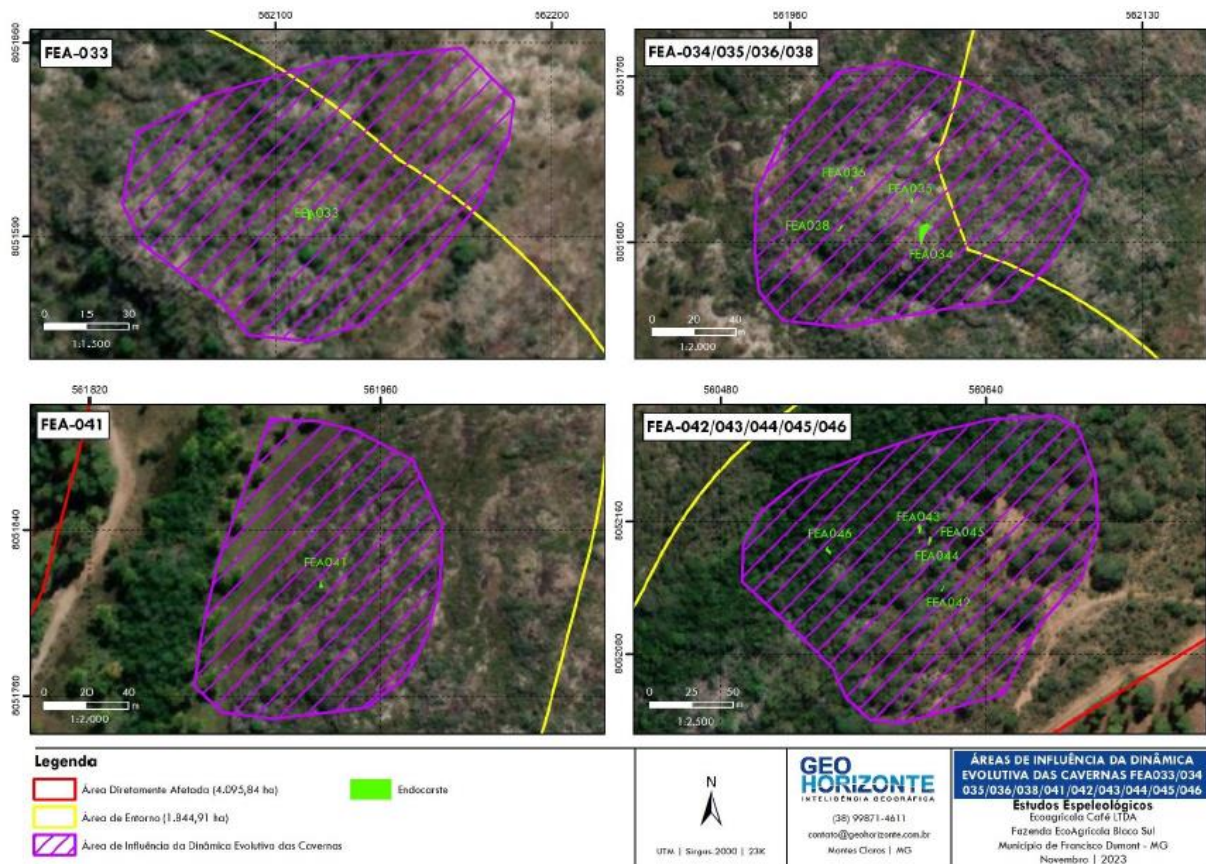 562100
562200
8051660
8051590
FEA-033
FEA033
0 15 30
m
1:1.500
561950
562130
8051760
8051680
FEA-034/035/036/038
FEA036
FEA035
FEA038
FEA034
0 20 40
m
1:2.000
561820
561960
8051840
8051760
FEA-041
FEA041
0 20 40
m
1:2.000
560480
560640
8052160
8052080
FEA-042/043/044/045/046
FEA043
FEA046
FEA045
FEA044
FEA042
0 25 50
m
1:2.500
Legenda
Área Diretamente Afetada (4.095,84 ha)
Endocarste
Área de Entorno (1.844,91 ha)
Área de Influência da Dinâmica Evolutiva das Cavernas
N
UTM | Sirgas 2000 | 23K
GEO
HORIZONTE
INTELIGÊNCIA GEOGRÁFICA
(38) 99871-4611
contato@geohorizonte.com.br
Montes Claros | MG
ÁREAS DE INFLUÊNCIA DA DINÂMICA
EVOLUTIVA DAS CAVERNAS FEA033/034
035/036/038/041/042/043/044/045/046
Estudos Espeleológicos
Ecoagrícola Café LTDA
Fazenda EcoAgrícola Bloco Sul
Município de Francisco Dumont - MG
Novembro | 2023